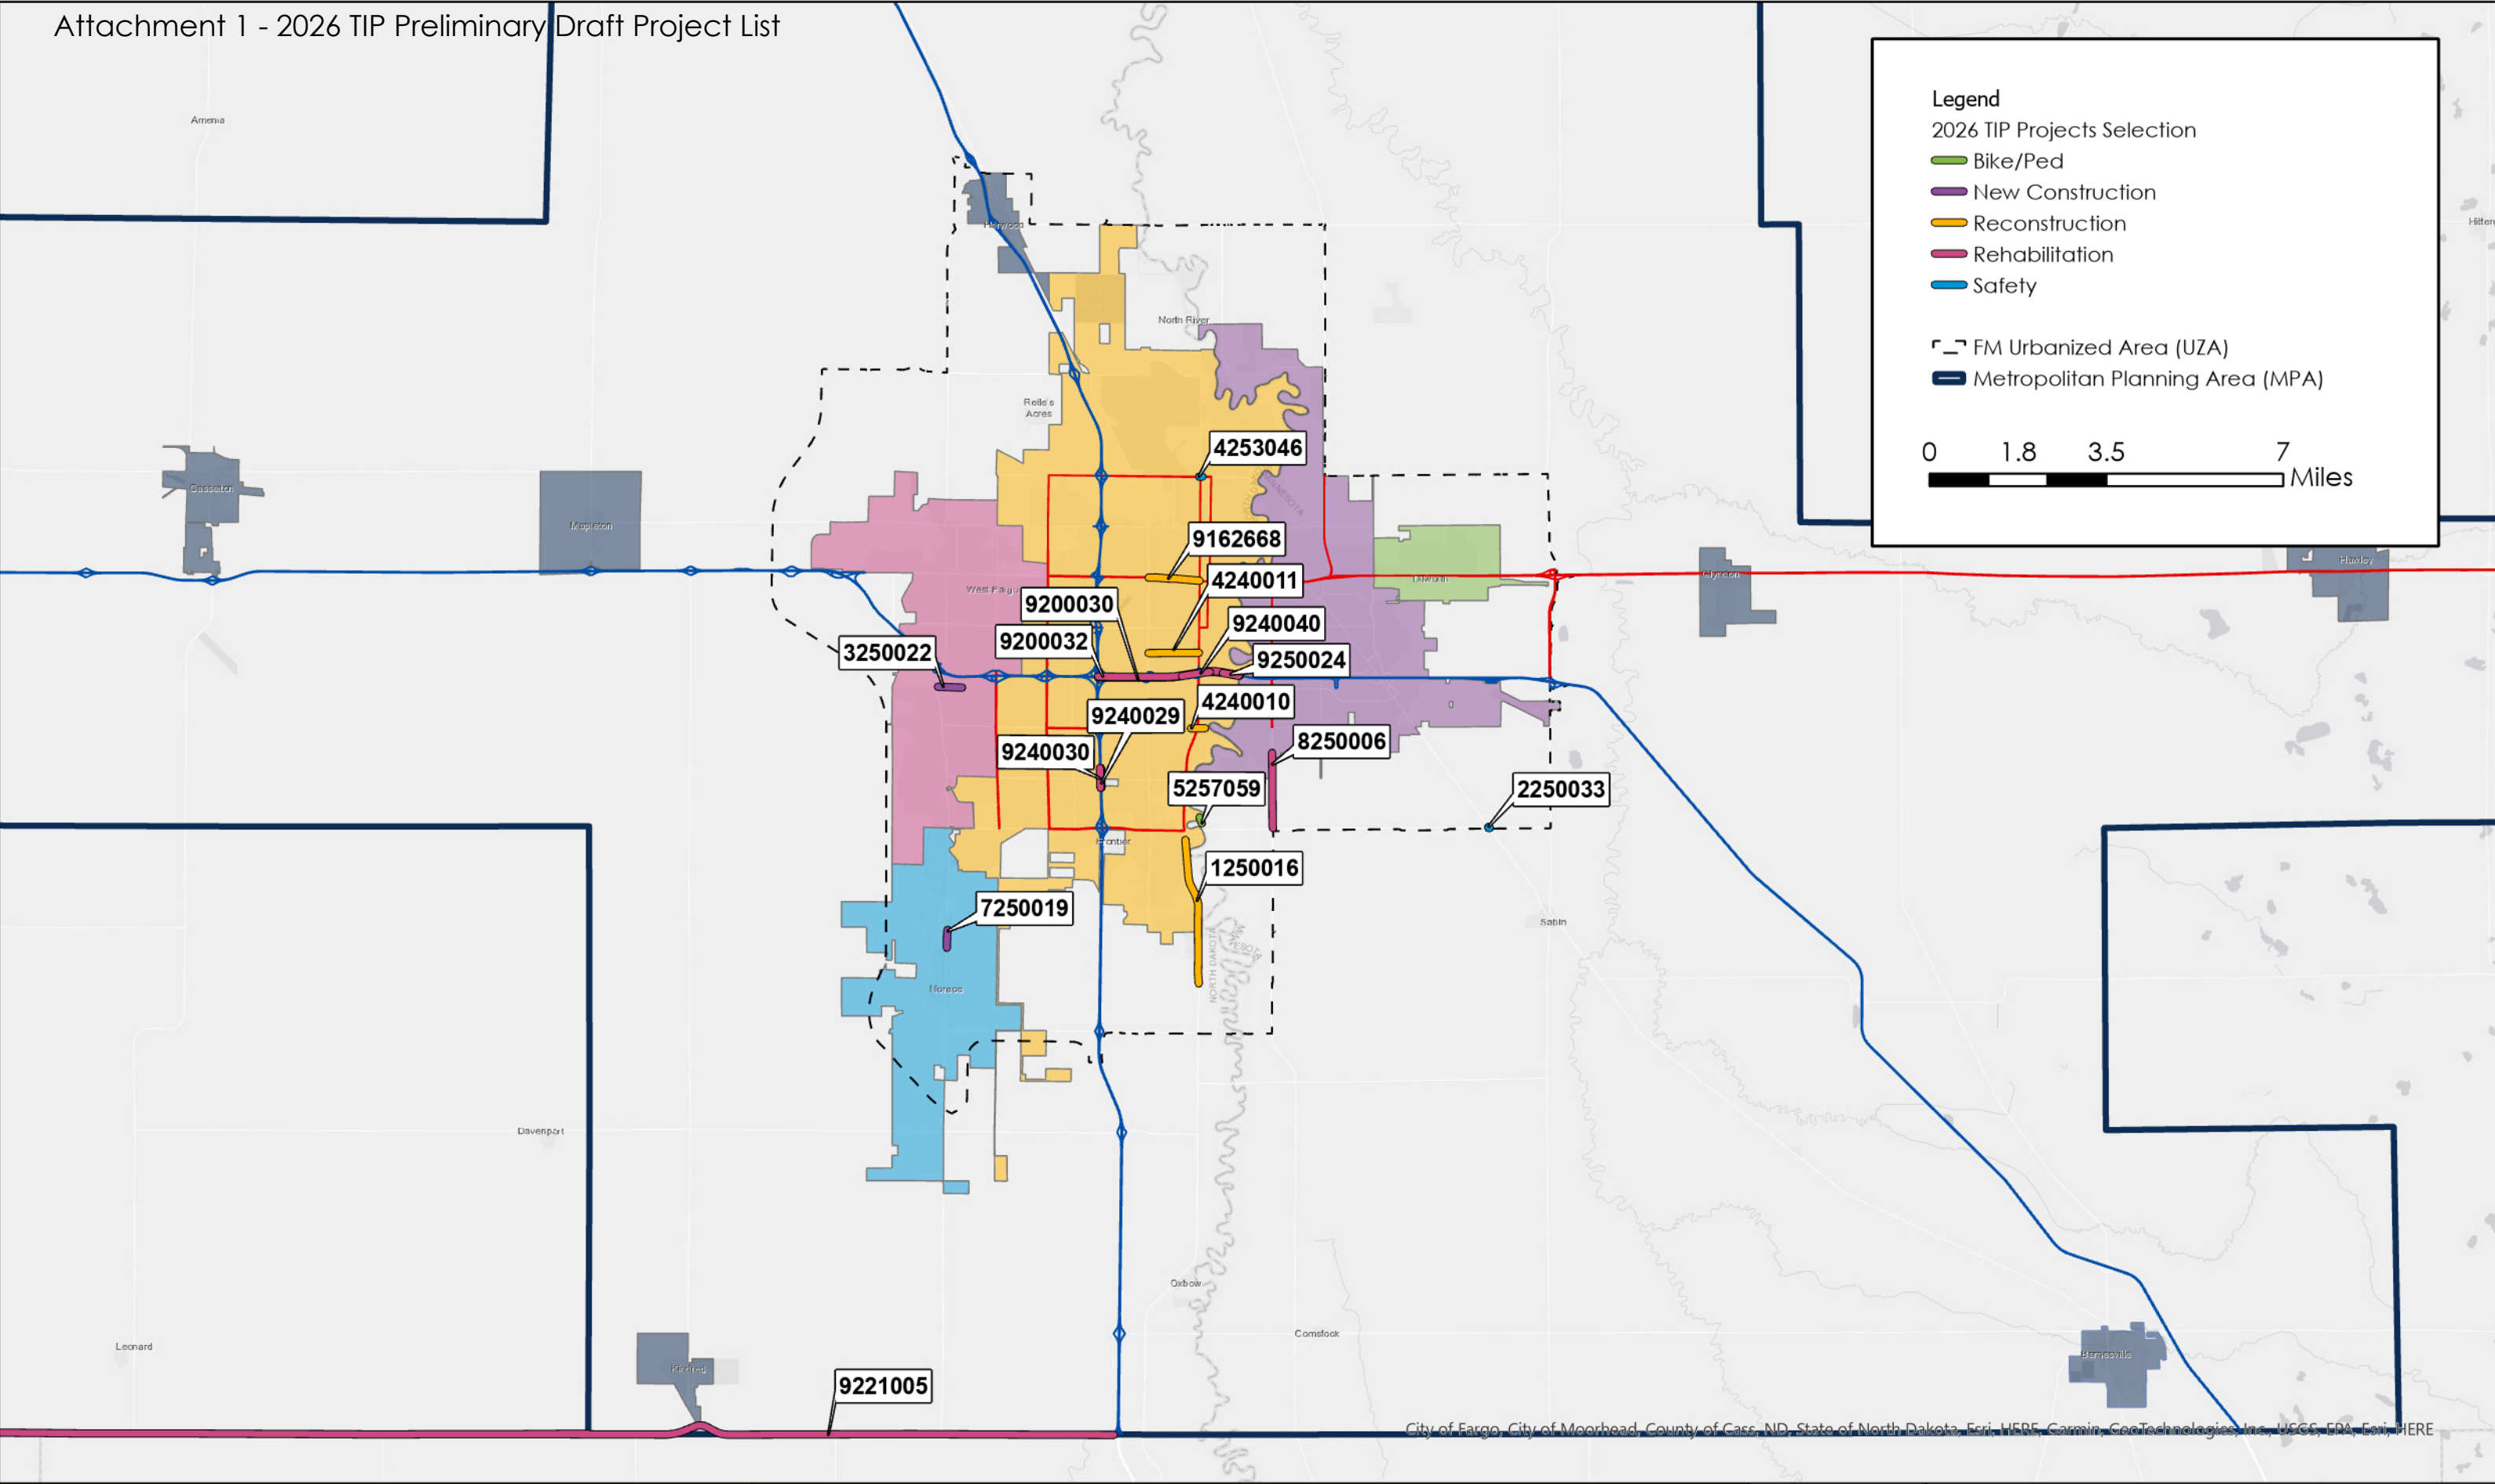 Attachment 1 - 2026 TIP Preliminary Draft Project List
Legend
2026 TIP Projects Selection
Bike/Ped
New Construction
Reconstruction
Rehabilitation
Safety
FM Urbanized Area (UZA)
Metropolitan Planning Area (MPA)
0 1.8 3.5 7
Miles
Amenia
Harwood
North River
Reile's
Acres
4253046
Casselton
Mapleton
9162668
MINNESOTA
4240011
West Fargo
Dilworth
Glyndon
Hawley
9200030
9200032
9240040
3250022
9250024
4240010
9240029
9240030
8250006
5257059
2250033
Frontier
1250016
7250019
Sabin
NORTH DAKOTA
Horace
Davenport
Oxbow
Comstock
Leonard
Kindred
Barnesville
9221005
City of Fargo, City of Moorhead, County of Cass, ND, State of North Dakota, Esri, HERE, Garmin, GeoTechnologies, Inc., USGS, EPA, Esri, HERE